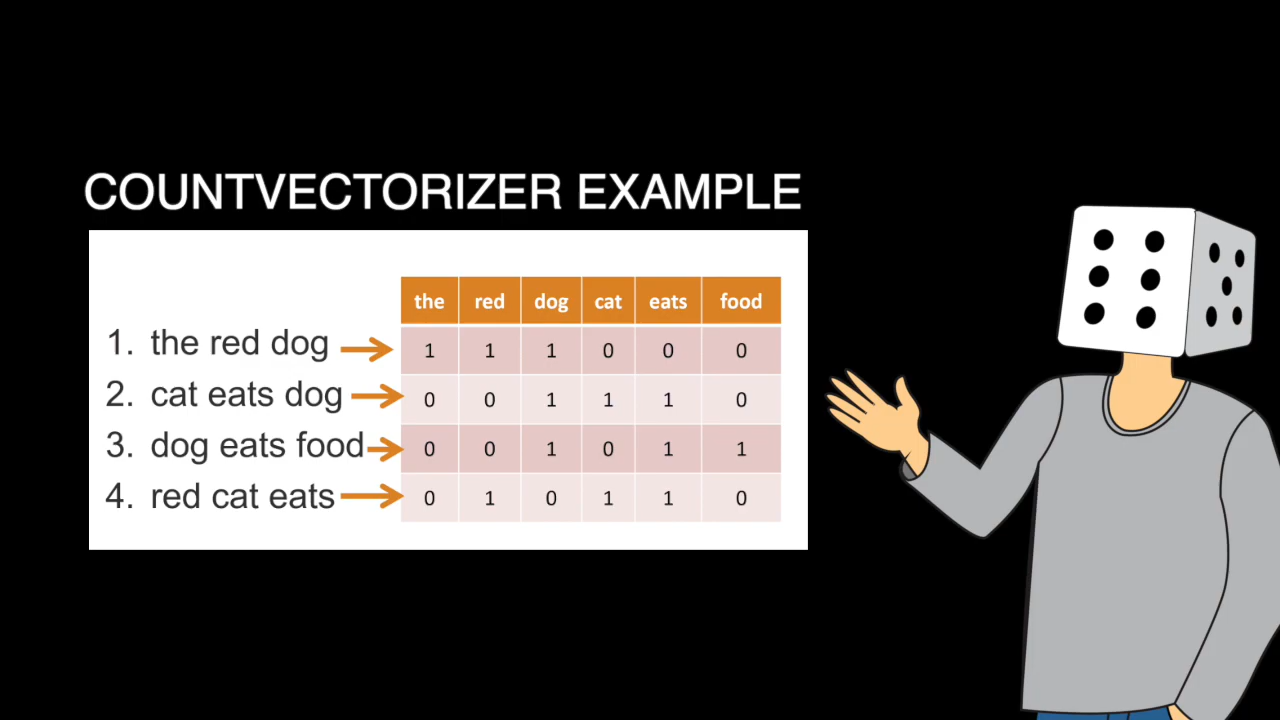 COUNTVECTORIZER EXAMPLE
the red dog cat eats food
1. the red dog 1 1 1 0 0 0
2. cat eats dog 0 0 1 1 1 0
3. dog eats food 0 0 1 0 1 1
4. red cat eats 0 1 0 1 1 0